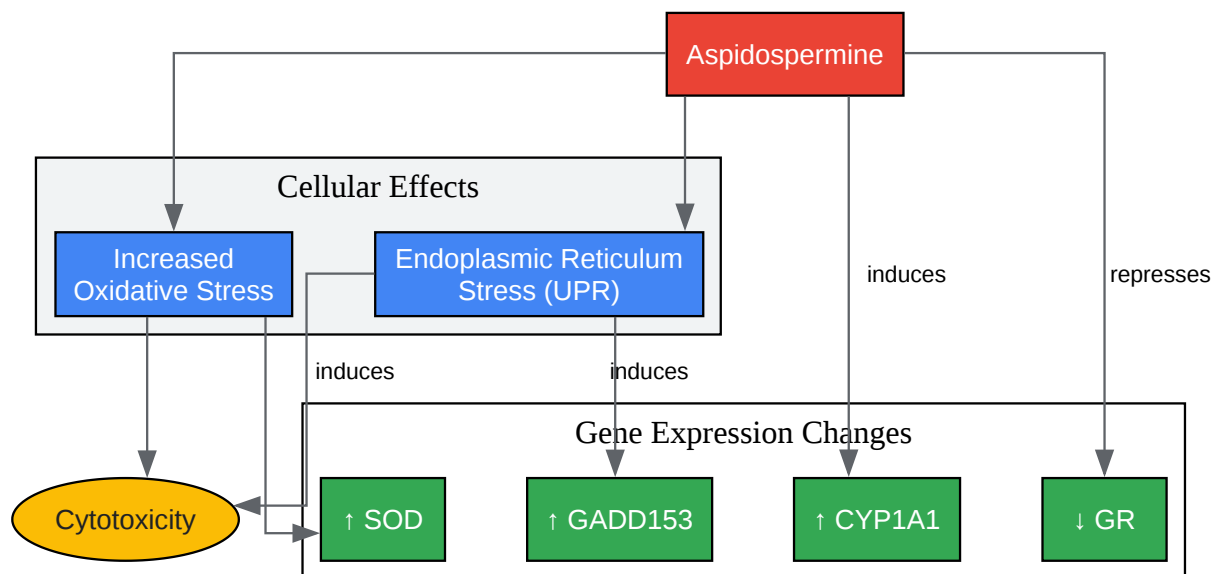 Aspidospermine
Cellular Effects
Increased
Oxidative Stress
Endoplasmic Reticulum
Stress (UPR)
induces
represses
induces
induces
Gene Expression Changes
Cytotoxicity
↑ SOD
↑ GADD153
↑ CYP1A1
↓ GR